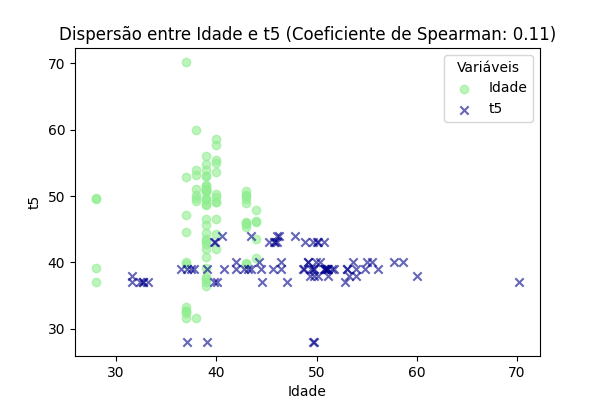 Dispersão entre Idade e t5 (Coeficiente de Spearman: 0.11)
Variáveis
Idade
t5
t5
70
60
50
40
30
30
40
50
60
70
Idade